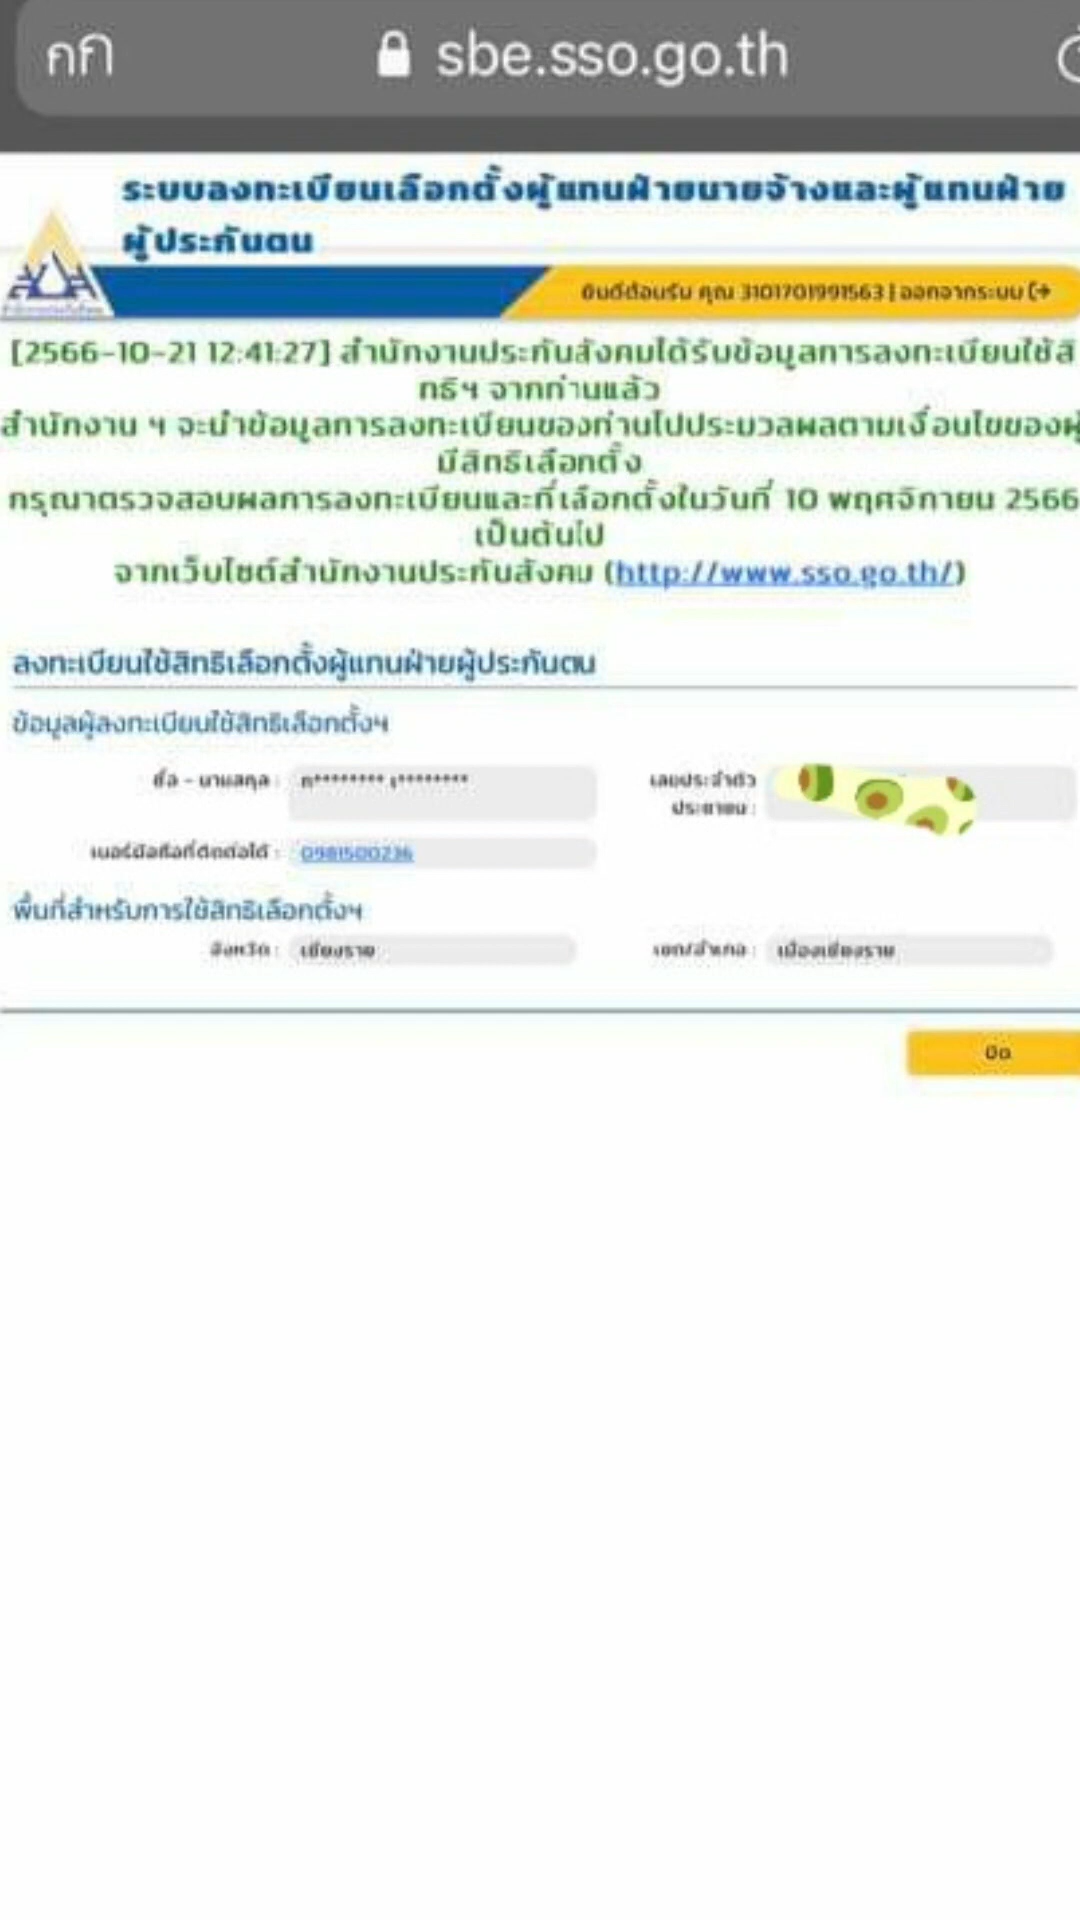 กก
sbe.sso.go.th
ระบบลงทะเบียนเลือกตั้งผู้แทนฝ่ายนายจ้างและผู้แทนฝ่าย
ผู้ประกันตน
ยินดีต้อนรับ คุณ 3101701991563 | ออกจากระบบ
[2566-10-21 12:41:27] สำนักงานประกันสังคมได้รับข้อมูลการลงทะเบียนใช้สิ
ทธิฯ จากท่านแล้ว
สำนักงาน ฯ จะนำข้อมูลการลงทะเบียนของท่านไปประมวลผลตามเงื่อนไขของผู้
มีสิทธิเลือกตั้ง
กรุณาตรวจสอบผลการลงทะเบียนและที่เลือกตั้งในวันที่ 10 พฤศจิกายน 2566
เป็นต้นไป
จากเว็บไซต์สำนักงานประกันสังคม (http://www.sso.go.th/)
ลงทะเบียนใช้สิทธิเลือกตั้งผู้แทนฝ่ายผู้ประกันตน
ข้อมูลผู้ลงทะเบียนใช้สิทธิเลือกตั้งฯ
ชื่อ - นามสกุล : ก******** เ********
เลขประจำตัว
ประชาชน :
เบอร์มือถือที่ติดต่อได้ : 0981500236
พื้นที่สำหรับการใช้สิทธิเลือกตั้งฯ
จังหวัด : เชียงราย
เขต/อำเภอ : เมืองเชียงราย
ปิด